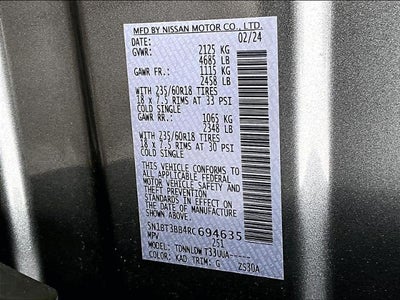 MFD BY NISSAN MOTOR CO., LTD.
DATE: 02/24
GVWR: 2125 KG
4685 LB
GAWR FR.: 1115 KG
2458 LB
WITH 235/60R18 TIRES
18 x 7.5 RIMS AT 33 PSI
COLD SINGLE
GAWR RR.: 1065 KG
2348 LB
WITH 235/60R18 TIRES
18 x 7.5 RIMS AT 30 PSI
COLD SINGLE
THIS VEHICLE CONFORMS TO
ALL APPLICABLE FEDERAL
MOTOR VEHICLE SAFETY AND
THEFT PREVENTION
STANDARDS IN EFFECT ON
THE DATE OF MANUFACTURE
SHOWN ABOVE.
5N1BT3BB4RC694635
MPV 251
MODEL: TDNNLDWT33UUA-----
COLOR: KAD TRIM: G 2S30A